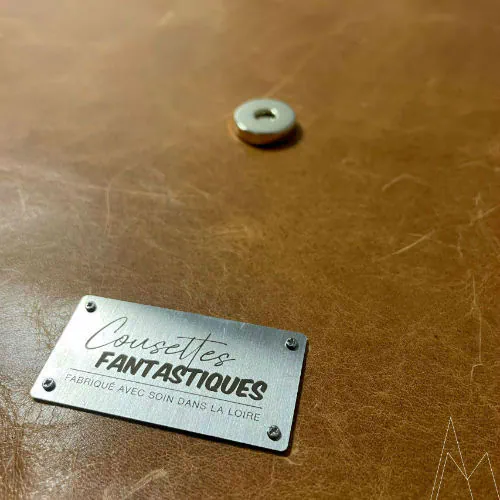 Cousettes
FANTASTIQUES
FABRIQUÉ AVEC SOIN DANS LA LOIRE